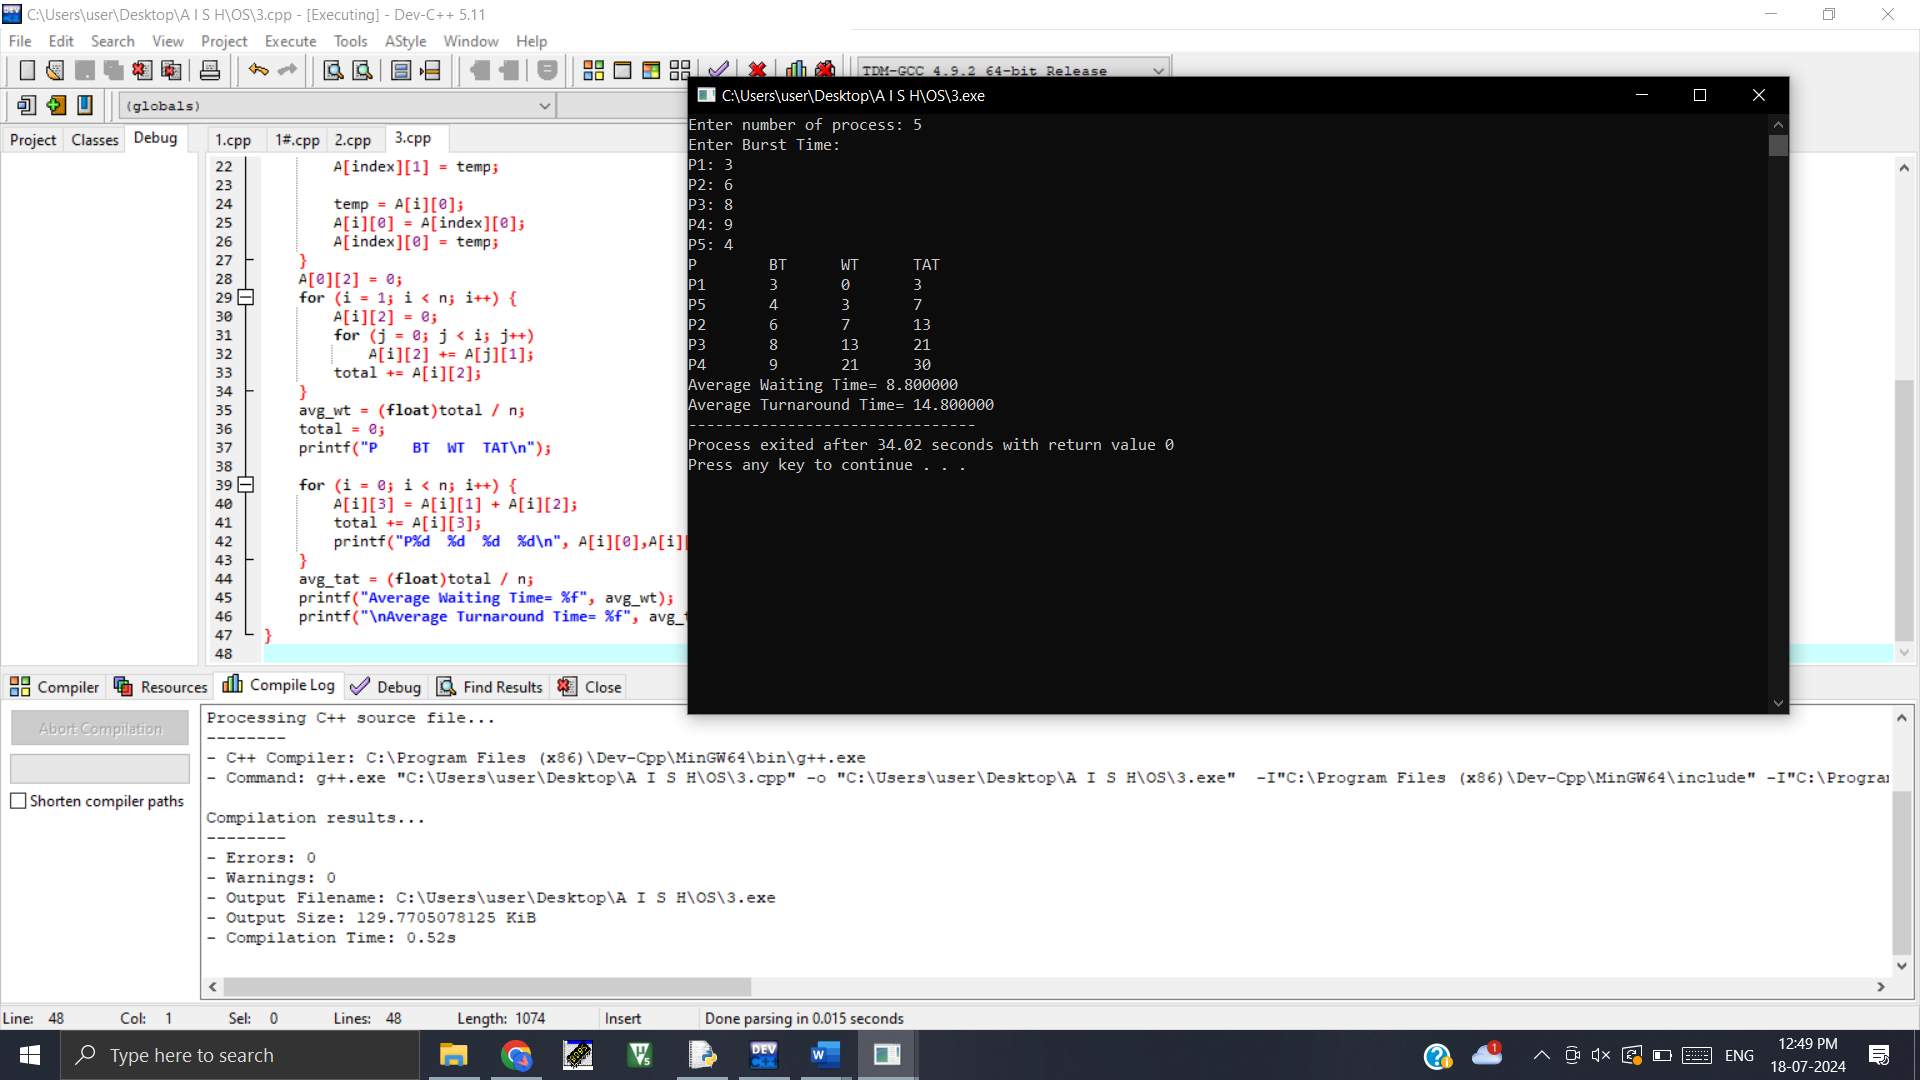 C:\Users\user\Desktop\A I S H\OS\3.cpp - [Executing] - Dev-C++ 5.11
File Edit Search View Project Execute Tools AStyle Window Help
TDM-GCC 4.9.2 64-bit Release
(globals)
Project Classes Debug
1.cpp 1#.cpp 2.cpp 3.cpp
22 A[index][1] = temp;
23
24 temp = A[i][0];
25 A[i][0] = A[index][0];
26 A[index][0] = temp;
27 }
28 A[0][2] = 0;
29 for (i = 1; i < n; i++) {
30 A[i][2] = 0;
31 for (j = 0; j < i; j++)
32 A[i][2] += A[j][1];
33 total += A[i][2];
34 }
35 avg_wt = (float)total / n;
36 total = 0;
37 printf("P    BT  WT  TAT\n");
38
39 for (i = 0; i < n; i++) {
40 A[i][3] = A[i][1] + A[i][2];
41 total += A[i][3];
42 printf("P%d  %d  %d  %d\n", A[i][0],A[i]
43 }
44 avg_tat = (float)total / n;
45 printf("Average Waiting Time= %f", avg_wt);
46 printf("\nAverage Turnaround Time= %f", avg_
47 }
48
C:\Users\user\Desktop\A I S H\OS\3.exe
Enter number of process: 5
Enter Burst Time:
P1: 3
P2: 6
P3: 8
P4: 9
P5: 4
P BT WT TAT
P1 3 0 3
P5 4 3 7
P2 6 7 13
P3 8 13 21
P4 9 21 30
Average Waiting Time= 8.800000
Average Turnaround Time= 14.800000
--------------------------------
Process exited after 34.02 seconds with return value 0
Press any key to continue . . .
Compiler Resources Compile Log Debug Find Results Close
Abort Compilation
Shorten compiler paths
Processing C++ source file...
--------
- C++ Compiler: C:\Program Files (x86)\Dev-Cpp\MinGW64\bin\g++.exe
- Command: g++.exe "C:\Users\user\Desktop\A I S H\OS\3.cpp" -o "C:\Users\user\Desktop\A I S H\OS\3.exe"  -I"C:\Program Files (x86)\Dev-Cpp\MinGW64\include" -I"C:\Progra
Compilation results...
--------
- Errors: 0
- Warnings: 0
- Output Filename: C:\Users\user\Desktop\A I S H\OS\3.exe
- Output Size: 129.7705078125 KiB
- Compilation Time: 0.52s
Line: 48 Col: 1 Sel: 0 Lines: 48 Length: 1074 Insert Done parsing in 0.015 seconds
Type here to search
DEV
1
ENG
12:49 PM
18-07-2024